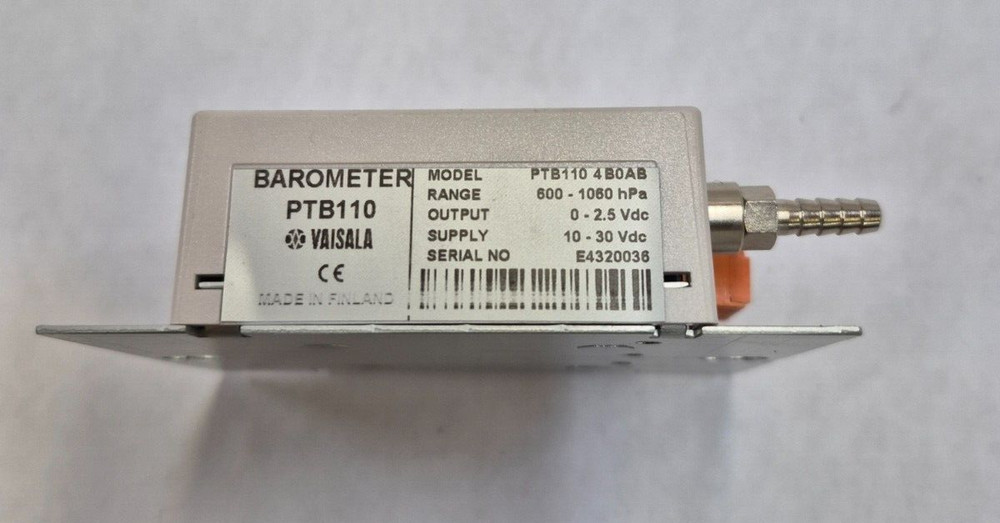 BAROMETER
PTB110
VAISALA
CE
MADE IN FINLAND
MODEL PTB110 4B0AB
RANGE 600 - 1060 hPa
OUTPUT 0 - 2.5 Vdc
SUPPLY 10 - 30 Vdc
SERIAL NO E4320036